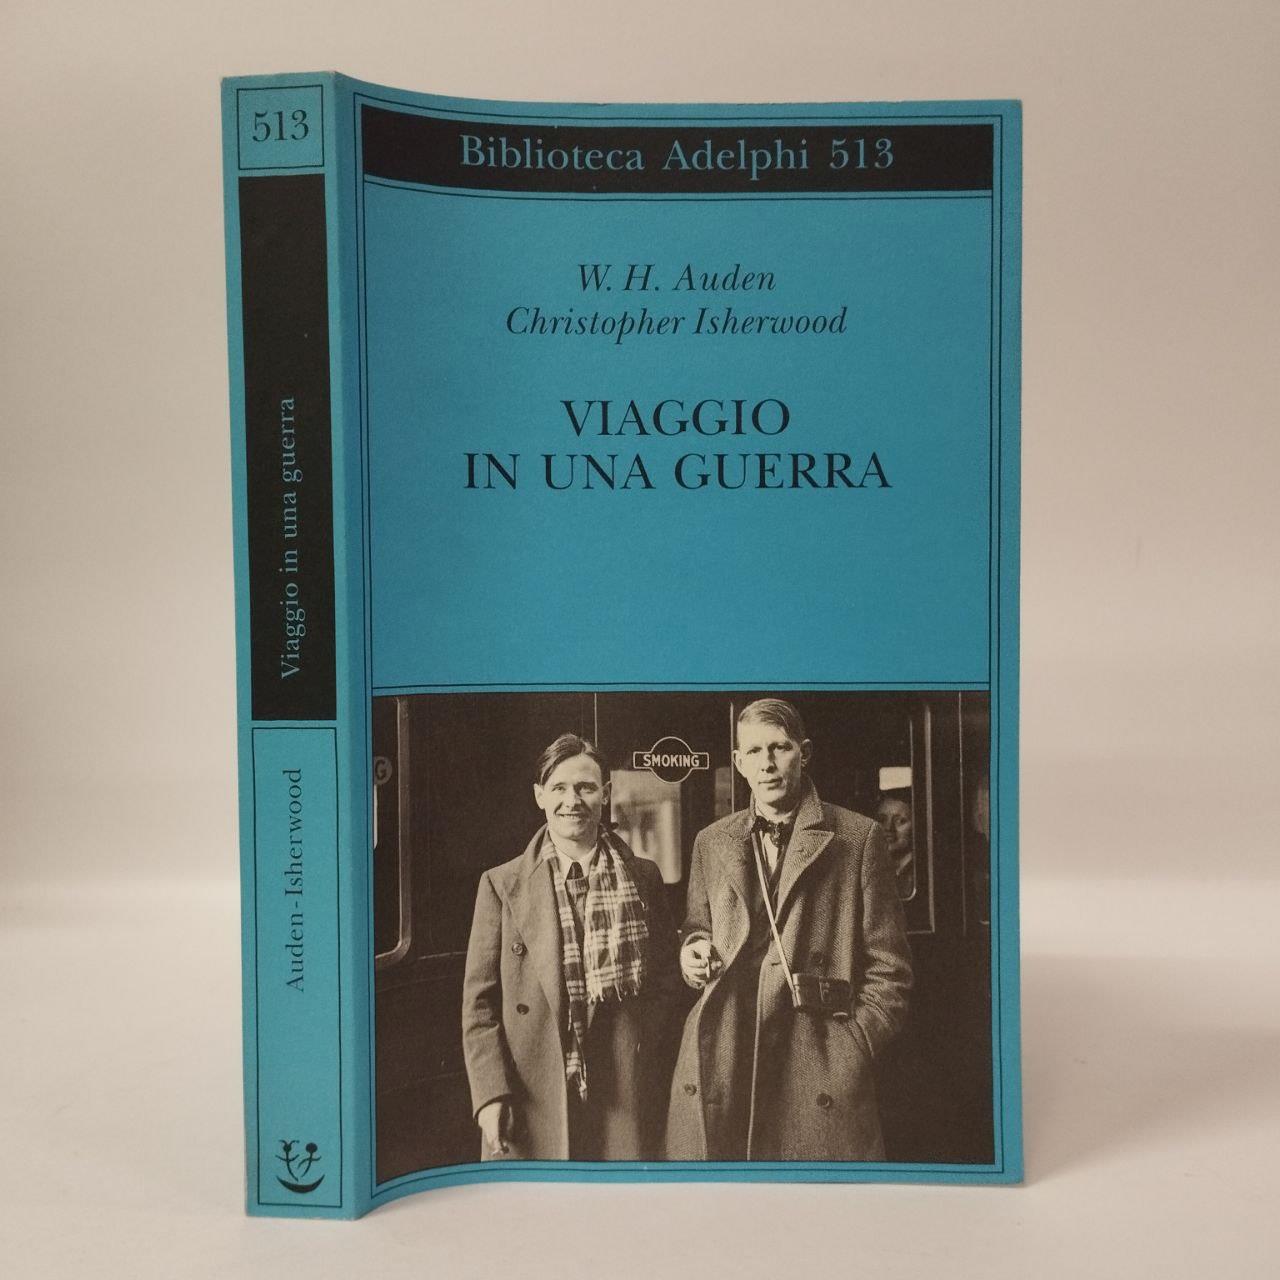 513
Viaggio in una guerra
Auden-Isherwood
Biblioteca Adelphi 513
W. H. Auden
Christopher Isherwood
VIAGGIO
IN UNA GUERRA
G
SMOKING